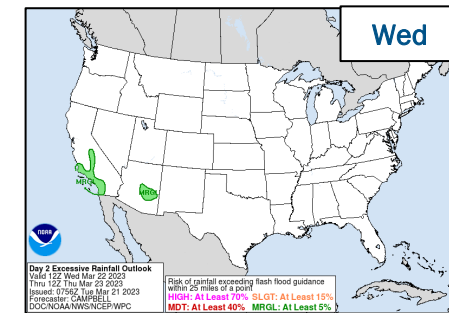 Wed
MRGL
MRGL
NOAA
Day 2 Excessive Rainfall Outlook
Valid 12Z Wed Mar 22 2023
Thru 12Z Thu Mar 23 2023
Issued: 0756Z Tue Mar 21 2023
Forecaster: CAMPBELL
DOC/NOAA/NWS/NCEP/WPC
Risk of rainfall exceeding flash flood guidance
within 25 miles of a point
HIGH: At Least 70% SLGT: At Least 15%
MDT: At Least 40% MRGL: At Least 5%